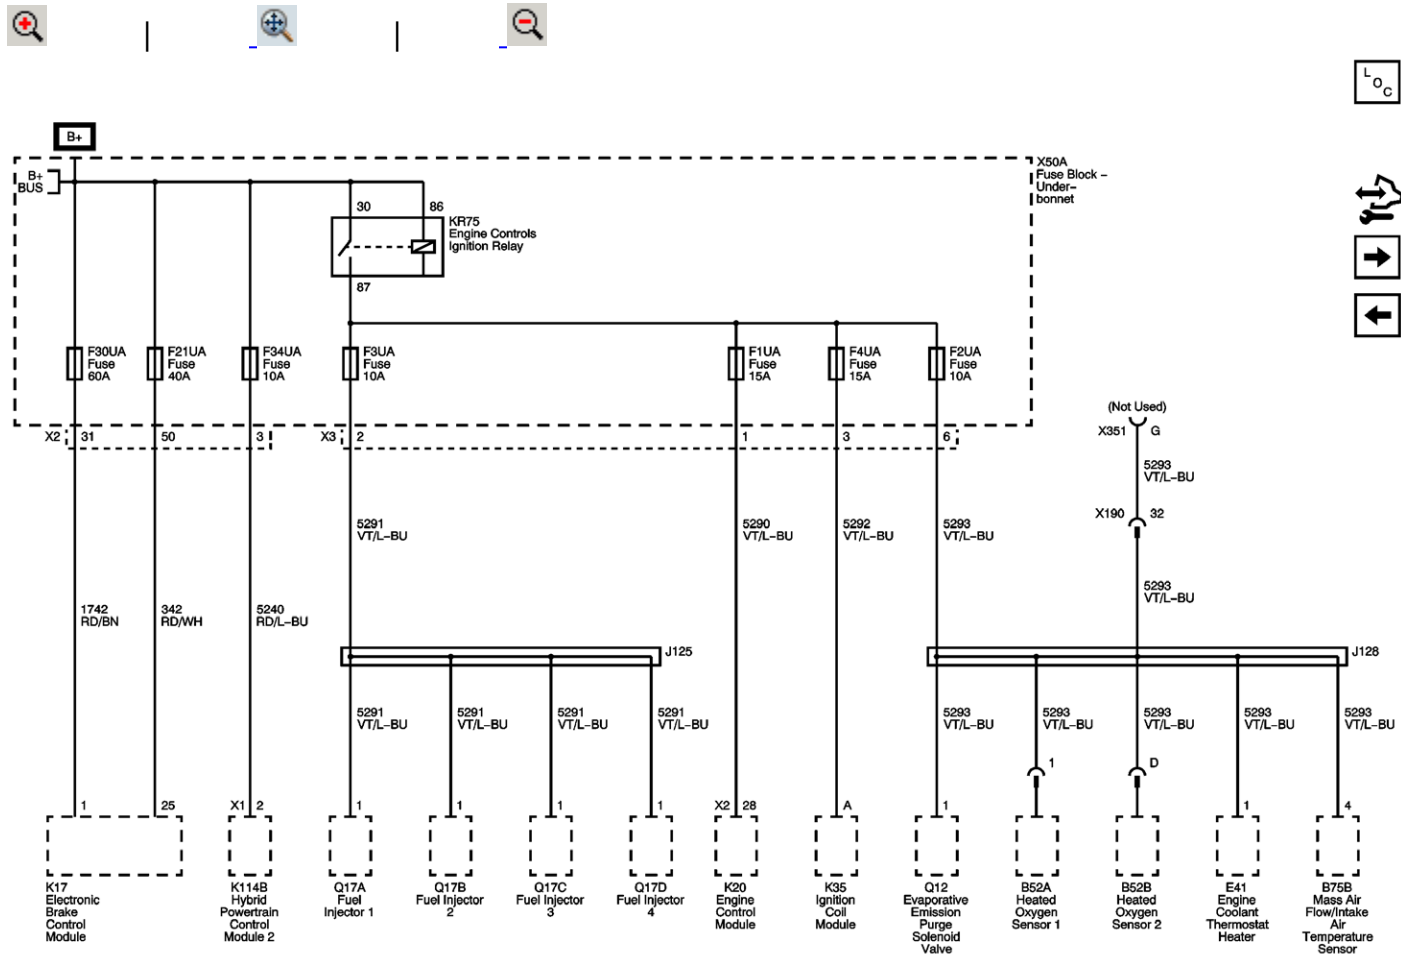 L
O
C
B+
B+
BUS
X50A
Fuse Block –
Under–
bonnet
30
86
KR75
Engine Controls
Ignition Relay
87
F30UA
Fuse
60A
F21UA
Fuse
40A
F34UA
Fuse
10A
F3UA
Fuse
10A
F1UA
Fuse
15A
F4UA
Fuse
15A
F2UA
Fuse
10A
(Not Used)
X351
G
X2
31
50
3
X3
2
1
3
6
5293
VT/L–BU
X190
32
5291
VT/L–BU
5290
VT/L–BU
5292
VT/L–BU
5293
VT/L–BU
5293
VT/L–BU
1742
RD/BN
342
RD/WH
5240
RD/L–BU
J125
J128
5291
VT/L–BU
5291
VT/L–BU
5291
VT/L–BU
5291
VT/L–BU
5293
VT/L–BU
5293
VT/L–BU
5293
VT/L–BU
5293
VT/L–BU
5293
VT/L–BU
1
D
1
25
X1
2
1
1
1
1
X2
28
A
1
1
4
K17
Electronic
Brake
Control
Module
K114B
Hybrid
Powertrain
Control
Module 2
Q17A
Fuel
Injector 1
Q17B
Fuel Injector
2
Q17C
Fuel Injector
3
Q17D
Fuel Injector
4
K20
Engine
Control
Module
K35
Ignition
Coil
Module
Q12
Evaporative
Emission
Purge
Solenoid
Valve
B52A
Heated
Oxygen
Sensor 1
B52B
Heated
Oxygen
Sensor 2
E41
Engine
Coolant
Thermostat
Heater
B75B
Mass Air
Flow/Intake
Air
Temperature
Sensor